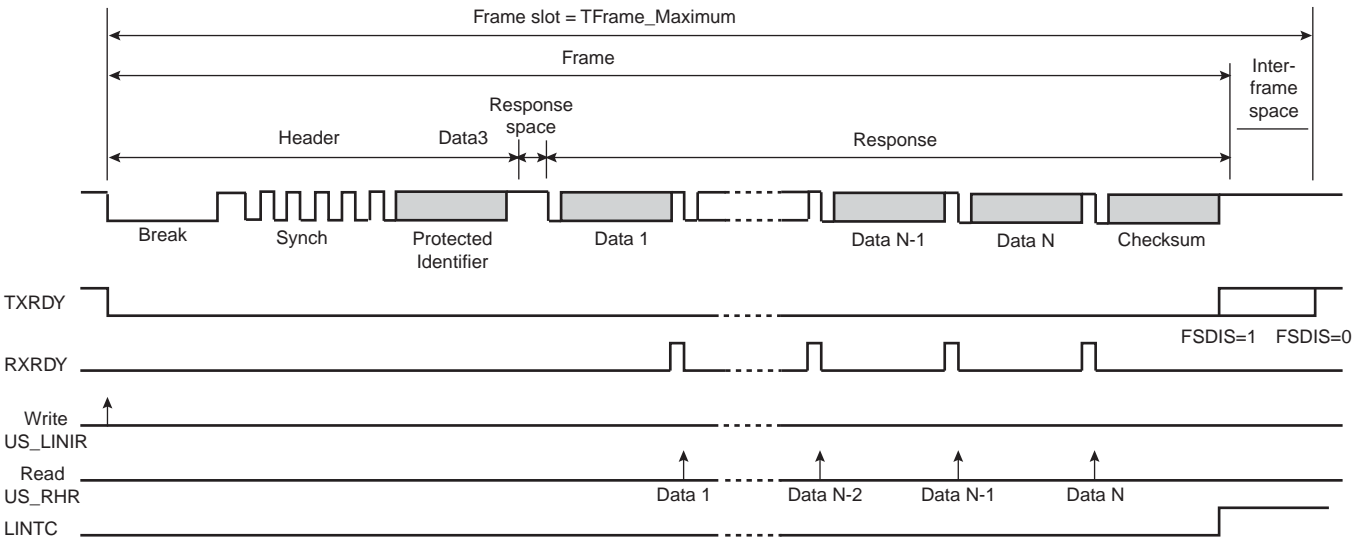 Frame slot = TFrame_Maximum
Frame
Inter-
frame
space
Response
space
Header
Data3
Response
Break
Synch
Protected
Identifier
Data 1
Data N-1
Data N
Checksum
TXRDY
FSDIS=1
FSDIS=0
RXRDY
Write
US_LINIR
Read
US_RHR
Data 1
Data N-2
Data N-1
Data N
LINTC